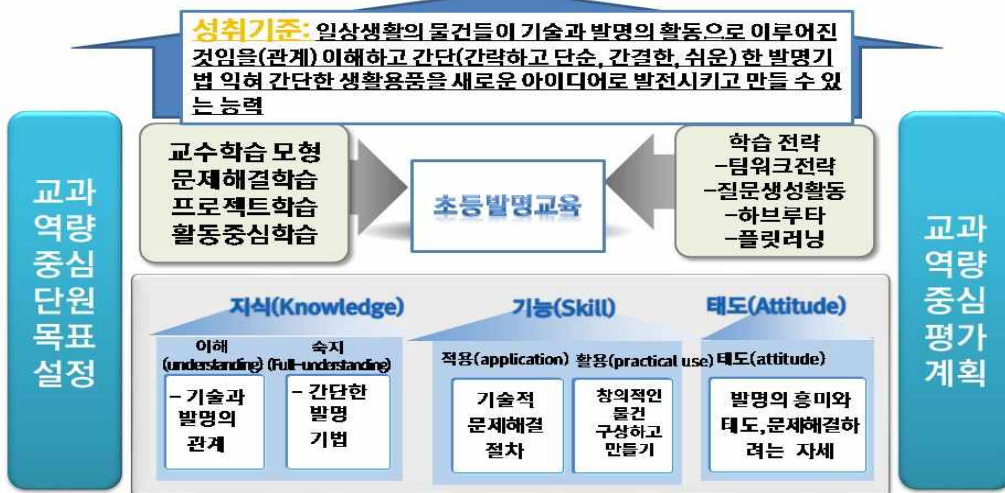 성취기준: 일상생활의 물건들이 기술과 발명의 활동으로 이루어진
것임을(관계) 이해하고 간단(간략하고 단순, 간결한, 쉬운) 한 발명기
법 익혀 간단한 생활용품을 새로운 아이디어로 발전시키고 만들 수 있
는 능력
교과
역량
중심
단원
목표
설정
교수학습 모형
문제해결학습
프로젝트학습
활동중심학습
초등발명교육
학습 전략
-팀워크전략
-질문생성활동
-하브루타
-플릿러닝
교과
역량
중심
평가
계획
지식(Knowledge)
이해
(understanding)
- 기술과
발명의
관계
숙지
(Full-understanding)
- 간단한
발명
기법
기능(Skill)
적용(application)
기술적
문제해결
절차
활용(practical use)
창의적인
물건
구상하고
만들기
태도(Attitude)
태도(attitude)
발명의 흥미와
태도,문제해결하
려는 자세